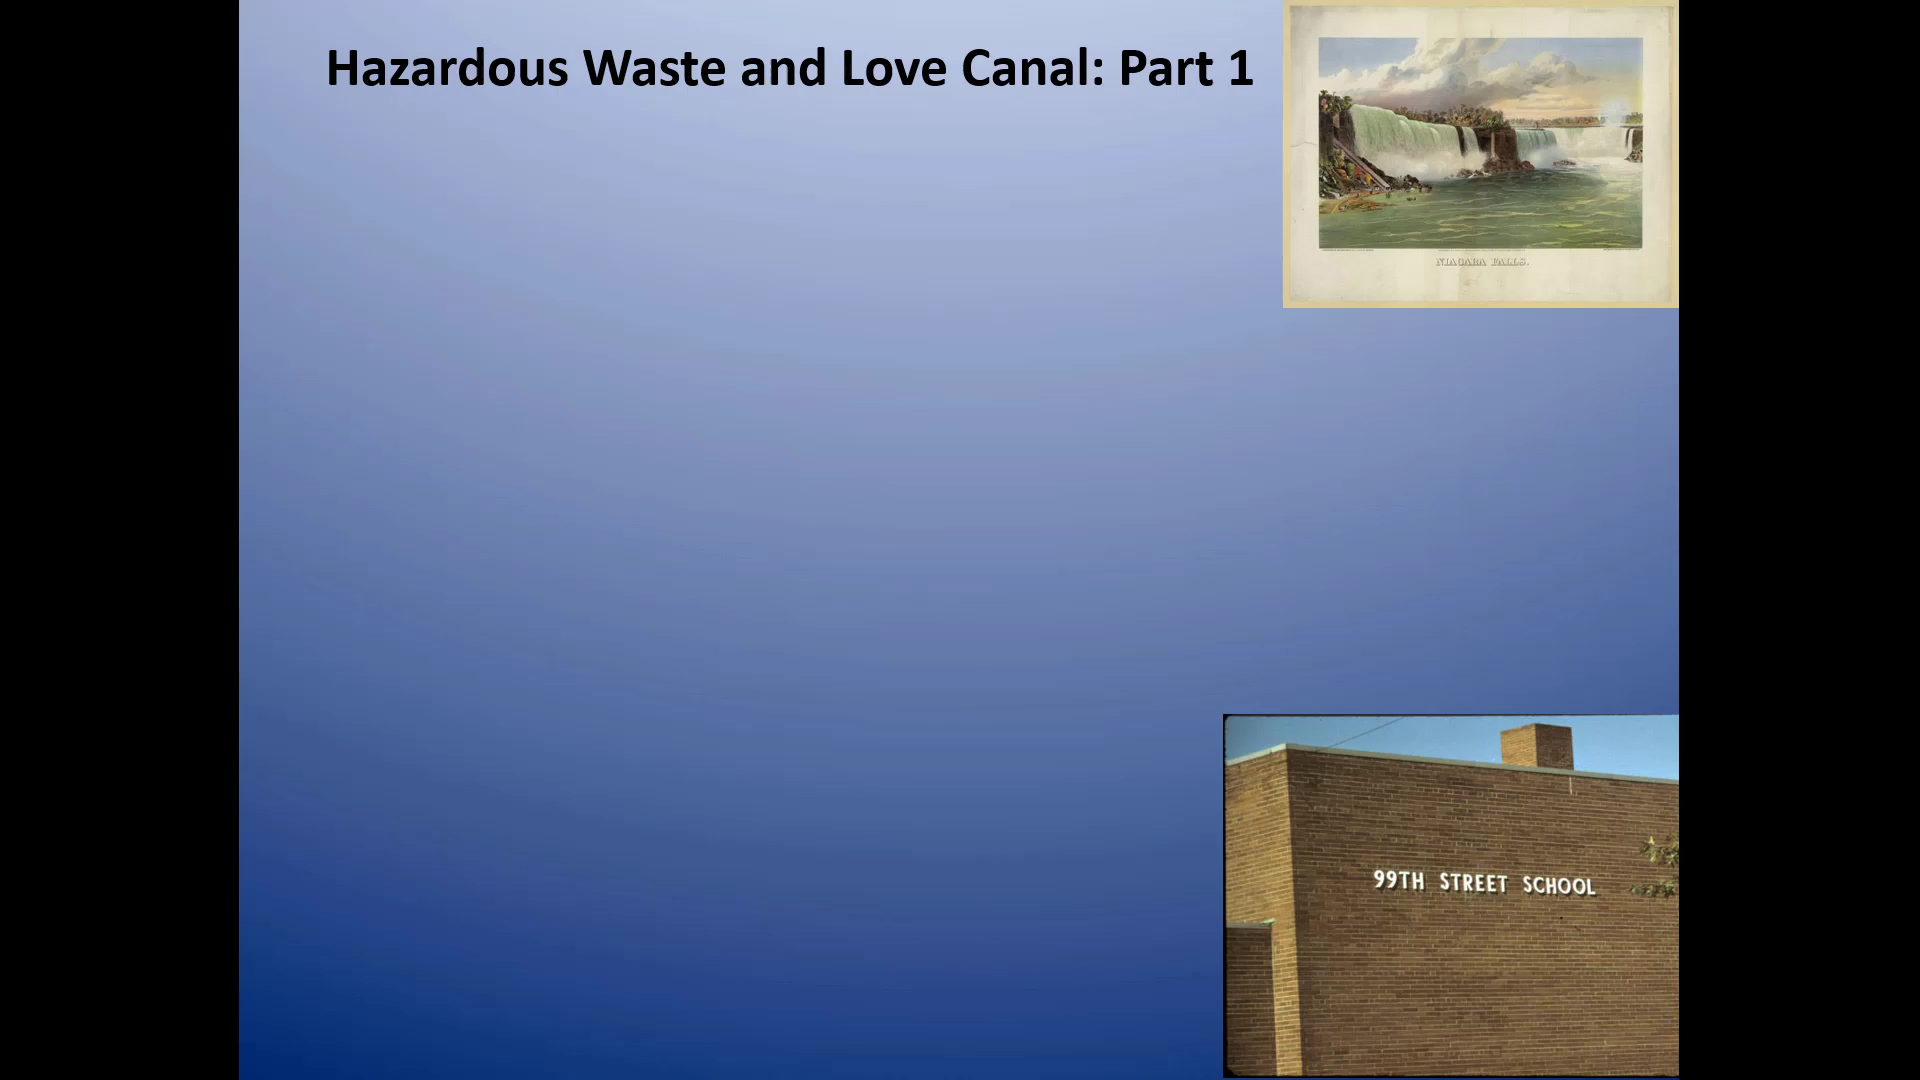 Hazardous Waste and Love Canal: Part 1
NIAGARA FALLS.
99TH STREET SCHOOL